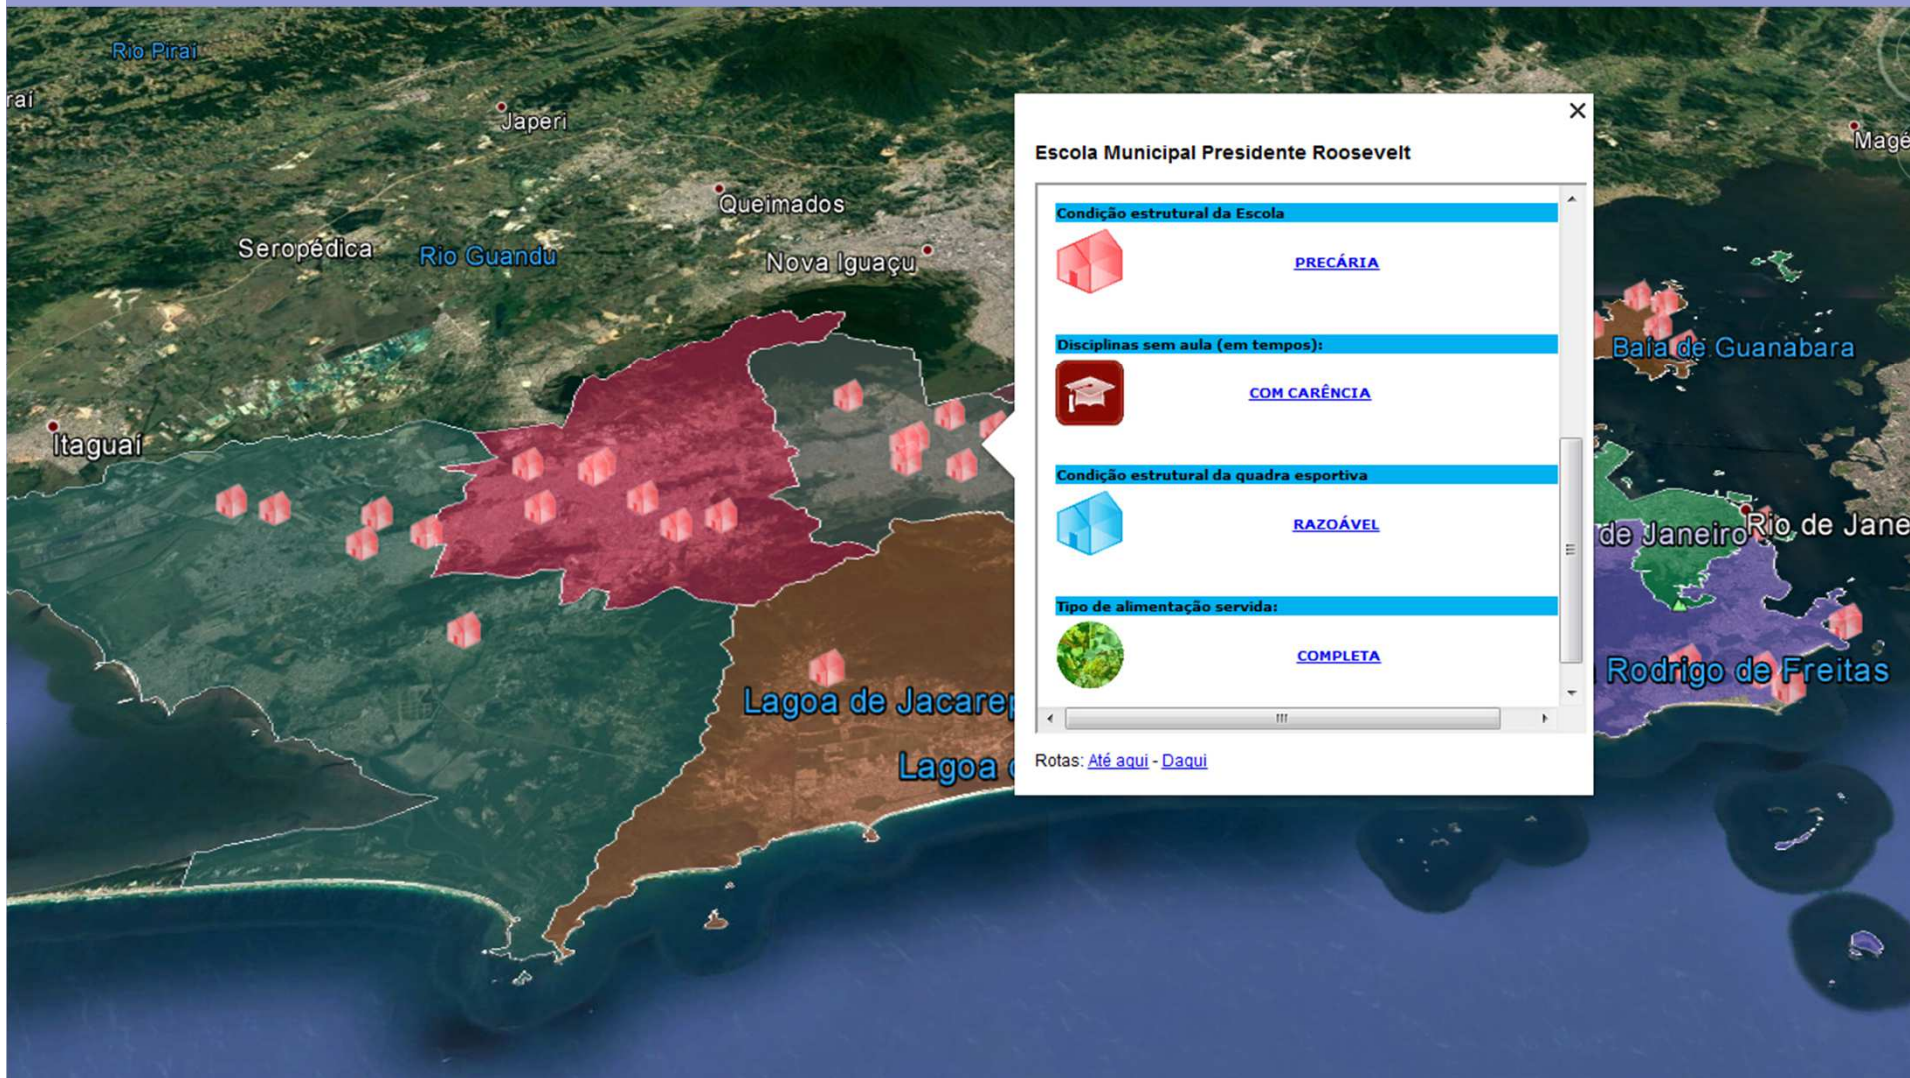 Rio Pirai
raí
Japeri
Magé
Queimados
Seropédica
Rio Guandu
Nova Iguaçu
Itaguaí
Baía de Guanabara
de Janeiro
Rio de Jane
Rodrigo de Freitas
Lagoa de Jacarep
Lagoa
Escola Municipal Presidente Roosevelt
Condição estrutural da Escola
PRECÁRIA
Disciplinas sem aula (em tempos):
COM CARÊNCIA
Condição estrutural da quadra esportiva
RAZOÁVEL
Tipo de alimentação servida:
COMPLETA
Rotas: Até aqui - Daqui